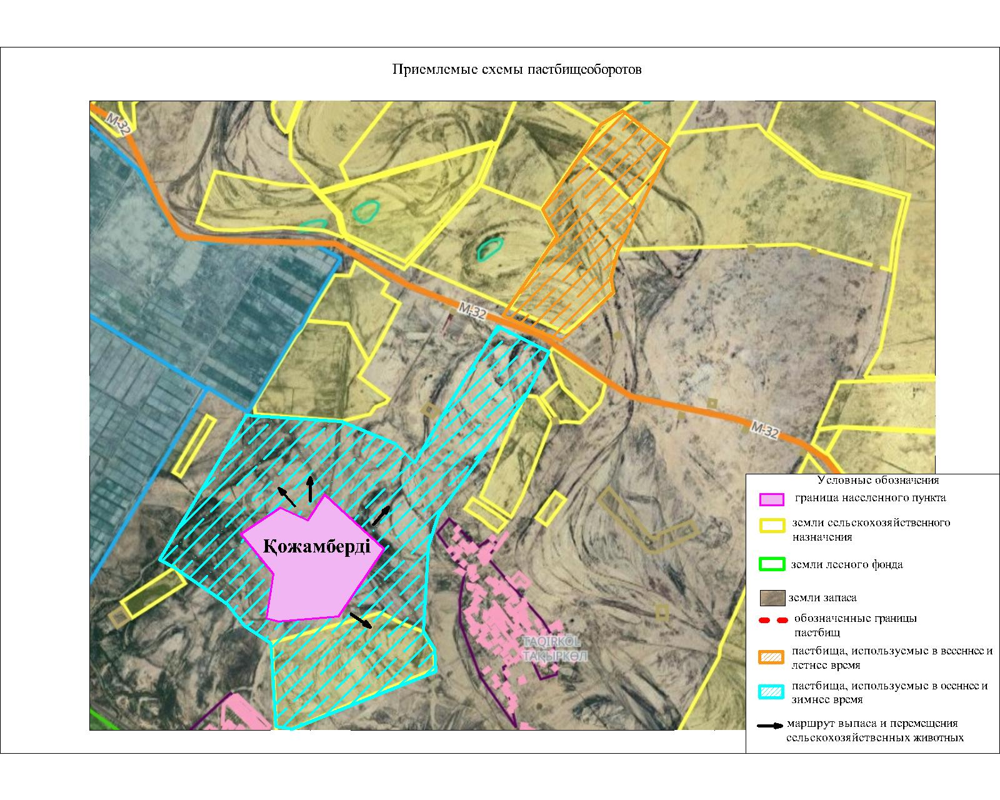 Приемлемые схемы пастбищеоборотов
М-32
М-32
М-32
Қожамберді
TAQIRKÓL
ТАҚЫРКӨЛ
Условные обозначения
граница населенного пункта
земли сельскохозяйственного
назначения
земли лесного фонда
земли запаса
обозначенные границы
пастбищ
пастбища, используемые в весеннее и
летнее время
пастбища, используемые в осеннее и
зимнее время
маршрут выпаса и перемещения
сельскохозяйственных животных